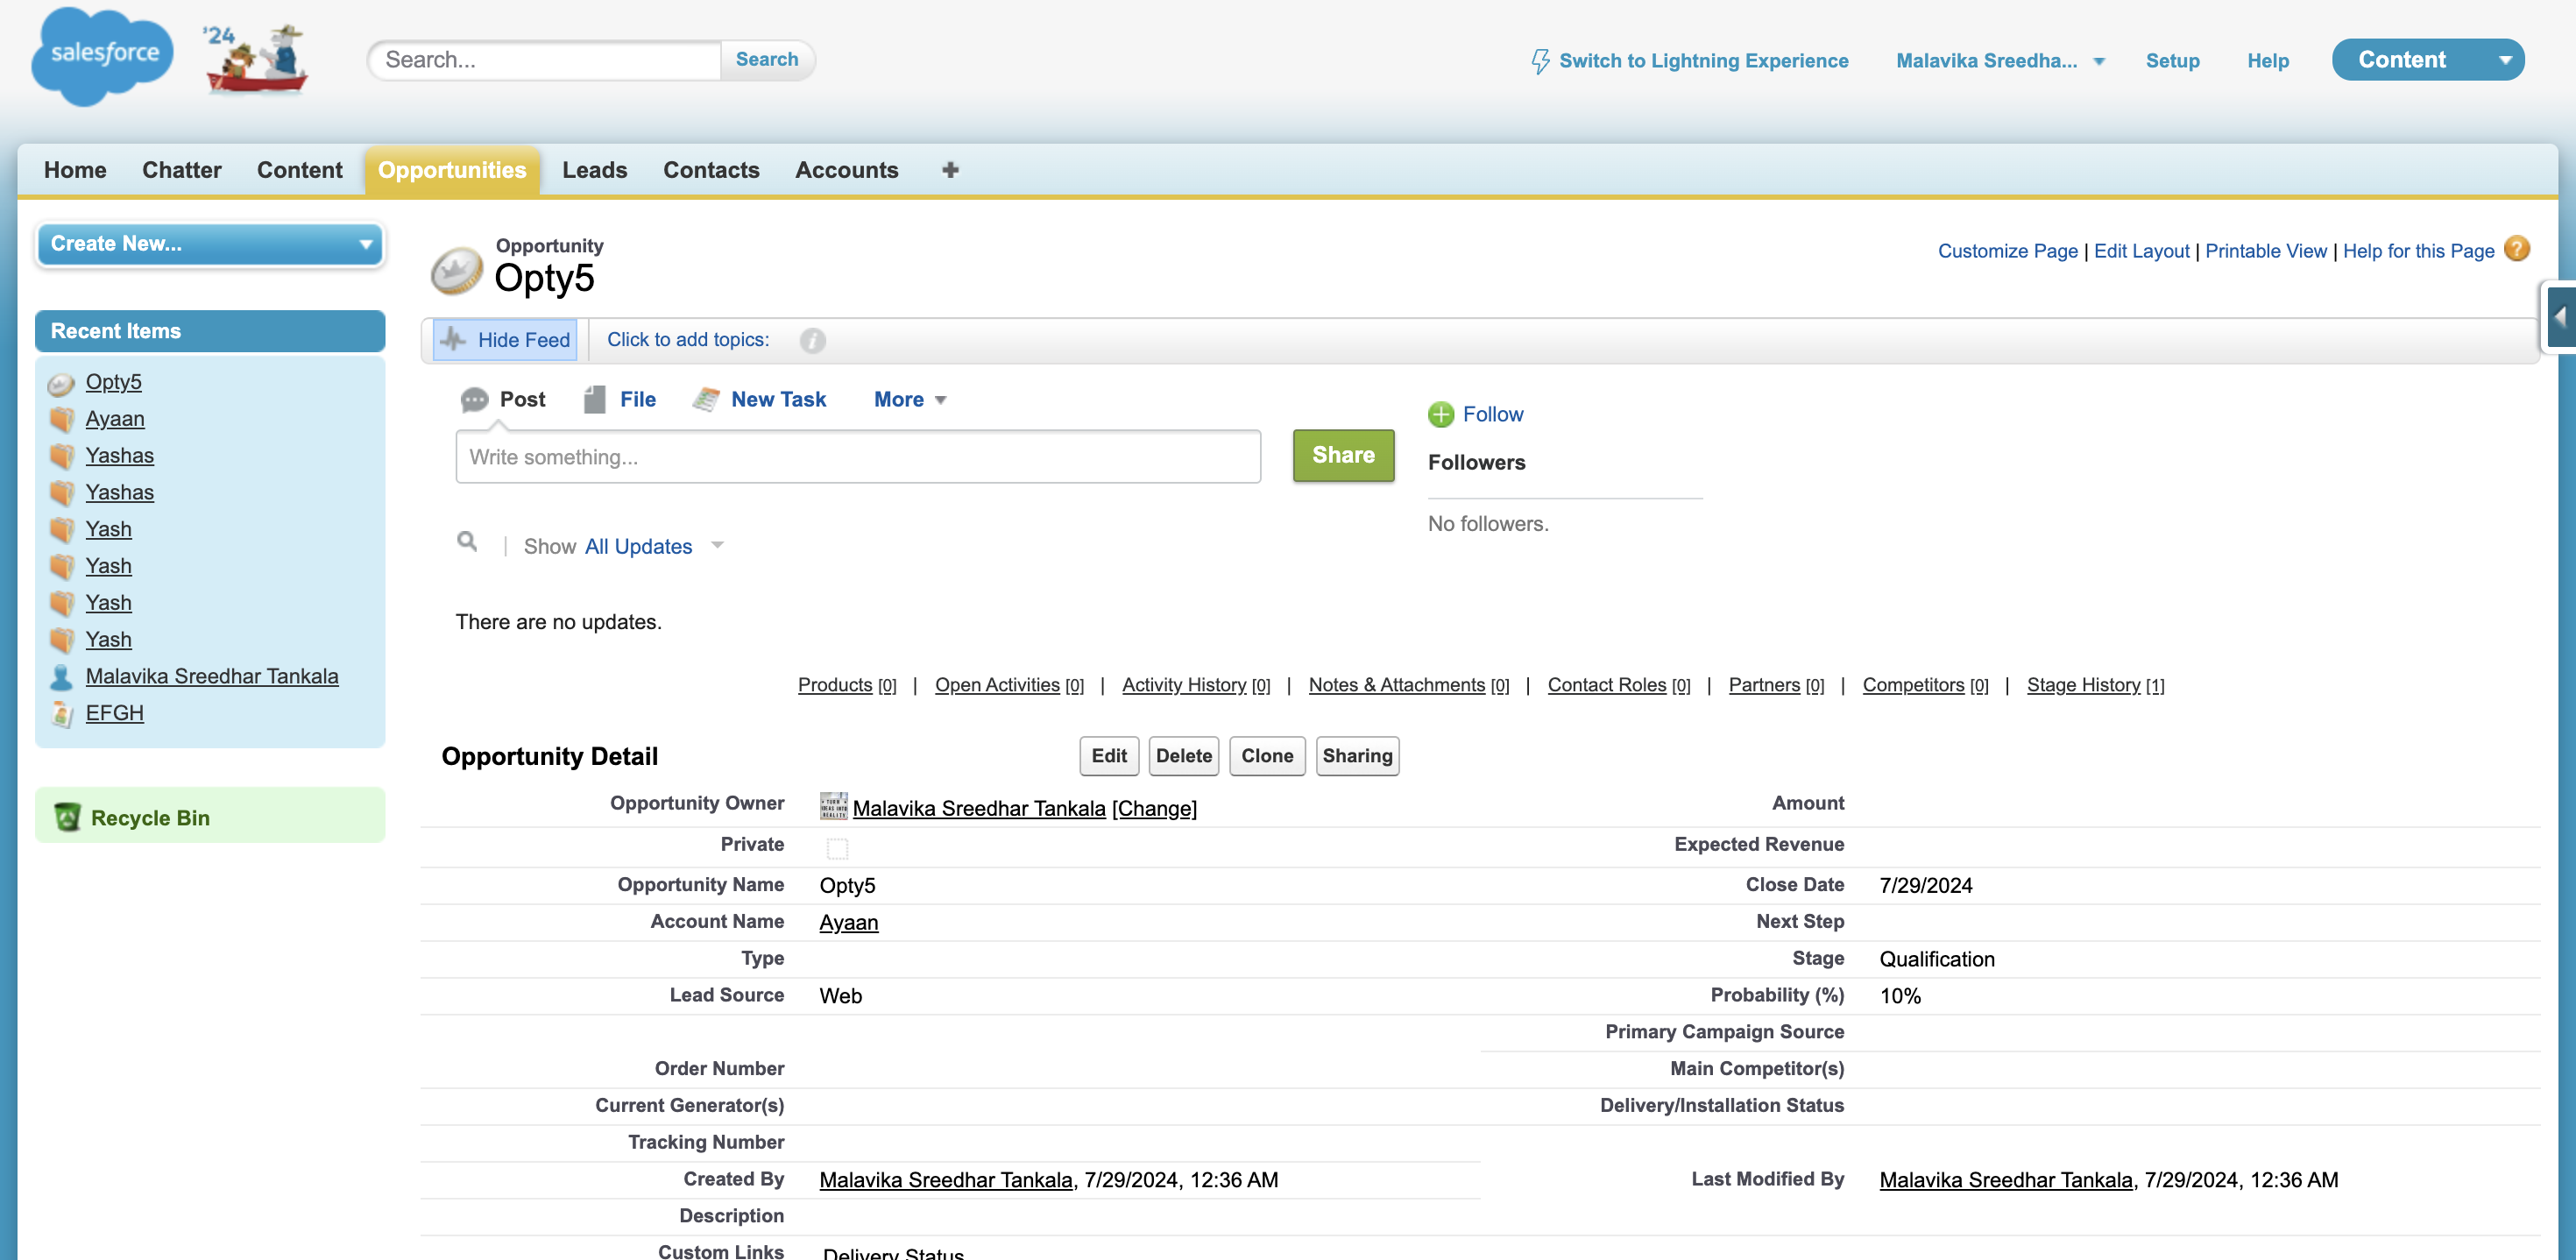 salesforce
'24
Search...
Search
Switch to Lightning Experience
Malavika Sreedha...
Setup
Help
Content
Home
Chatter
Content
Opportunities
Leads
Contacts
Accounts
Create New...
Recent Items
Opty5
Ayaan
Yashas
Yashas
Yash
Yash
Yash
Yash
Malavika Sreedhar Tankala
EFGH
Recycle Bin
Opportunity
Opty5
Customize Page | Edit Layout | Printable View | Help for this Page
Hide Feed
Click to add topics:
Post
File
New Task
More
Write something...
Share
Follow
Followers
No followers.
Show All Updates
There are no updates.
Products [0] | Open Activities [0] | Activity History [0] | Notes & Attachments [0] | Contact Roles [0] | Partners [0] | Competitors [0] | Stage History [1]
Opportunity Detail
Edit
Delete
Clone
Sharing
Opportunity Owner Malavika Sreedhar Tankala [Change] Amount
Private Expected Revenue
Opportunity Name Opty5 Close Date 7/29/2024
Account Name Ayaan Next Step
Type Stage Qualification
Lead Source Web Probability (%) 10%
Primary Campaign Source
Order Number Main Competitor(s)
Current Generator(s) Delivery/Installation Status
Tracking Number
Created By Malavika Sreedhar Tankala, 7/29/2024, 12:36 AM Last Modified By Malavika Sreedhar Tankala, 7/29/2024, 12:36 AM
Description
Custom Links Delivery Status